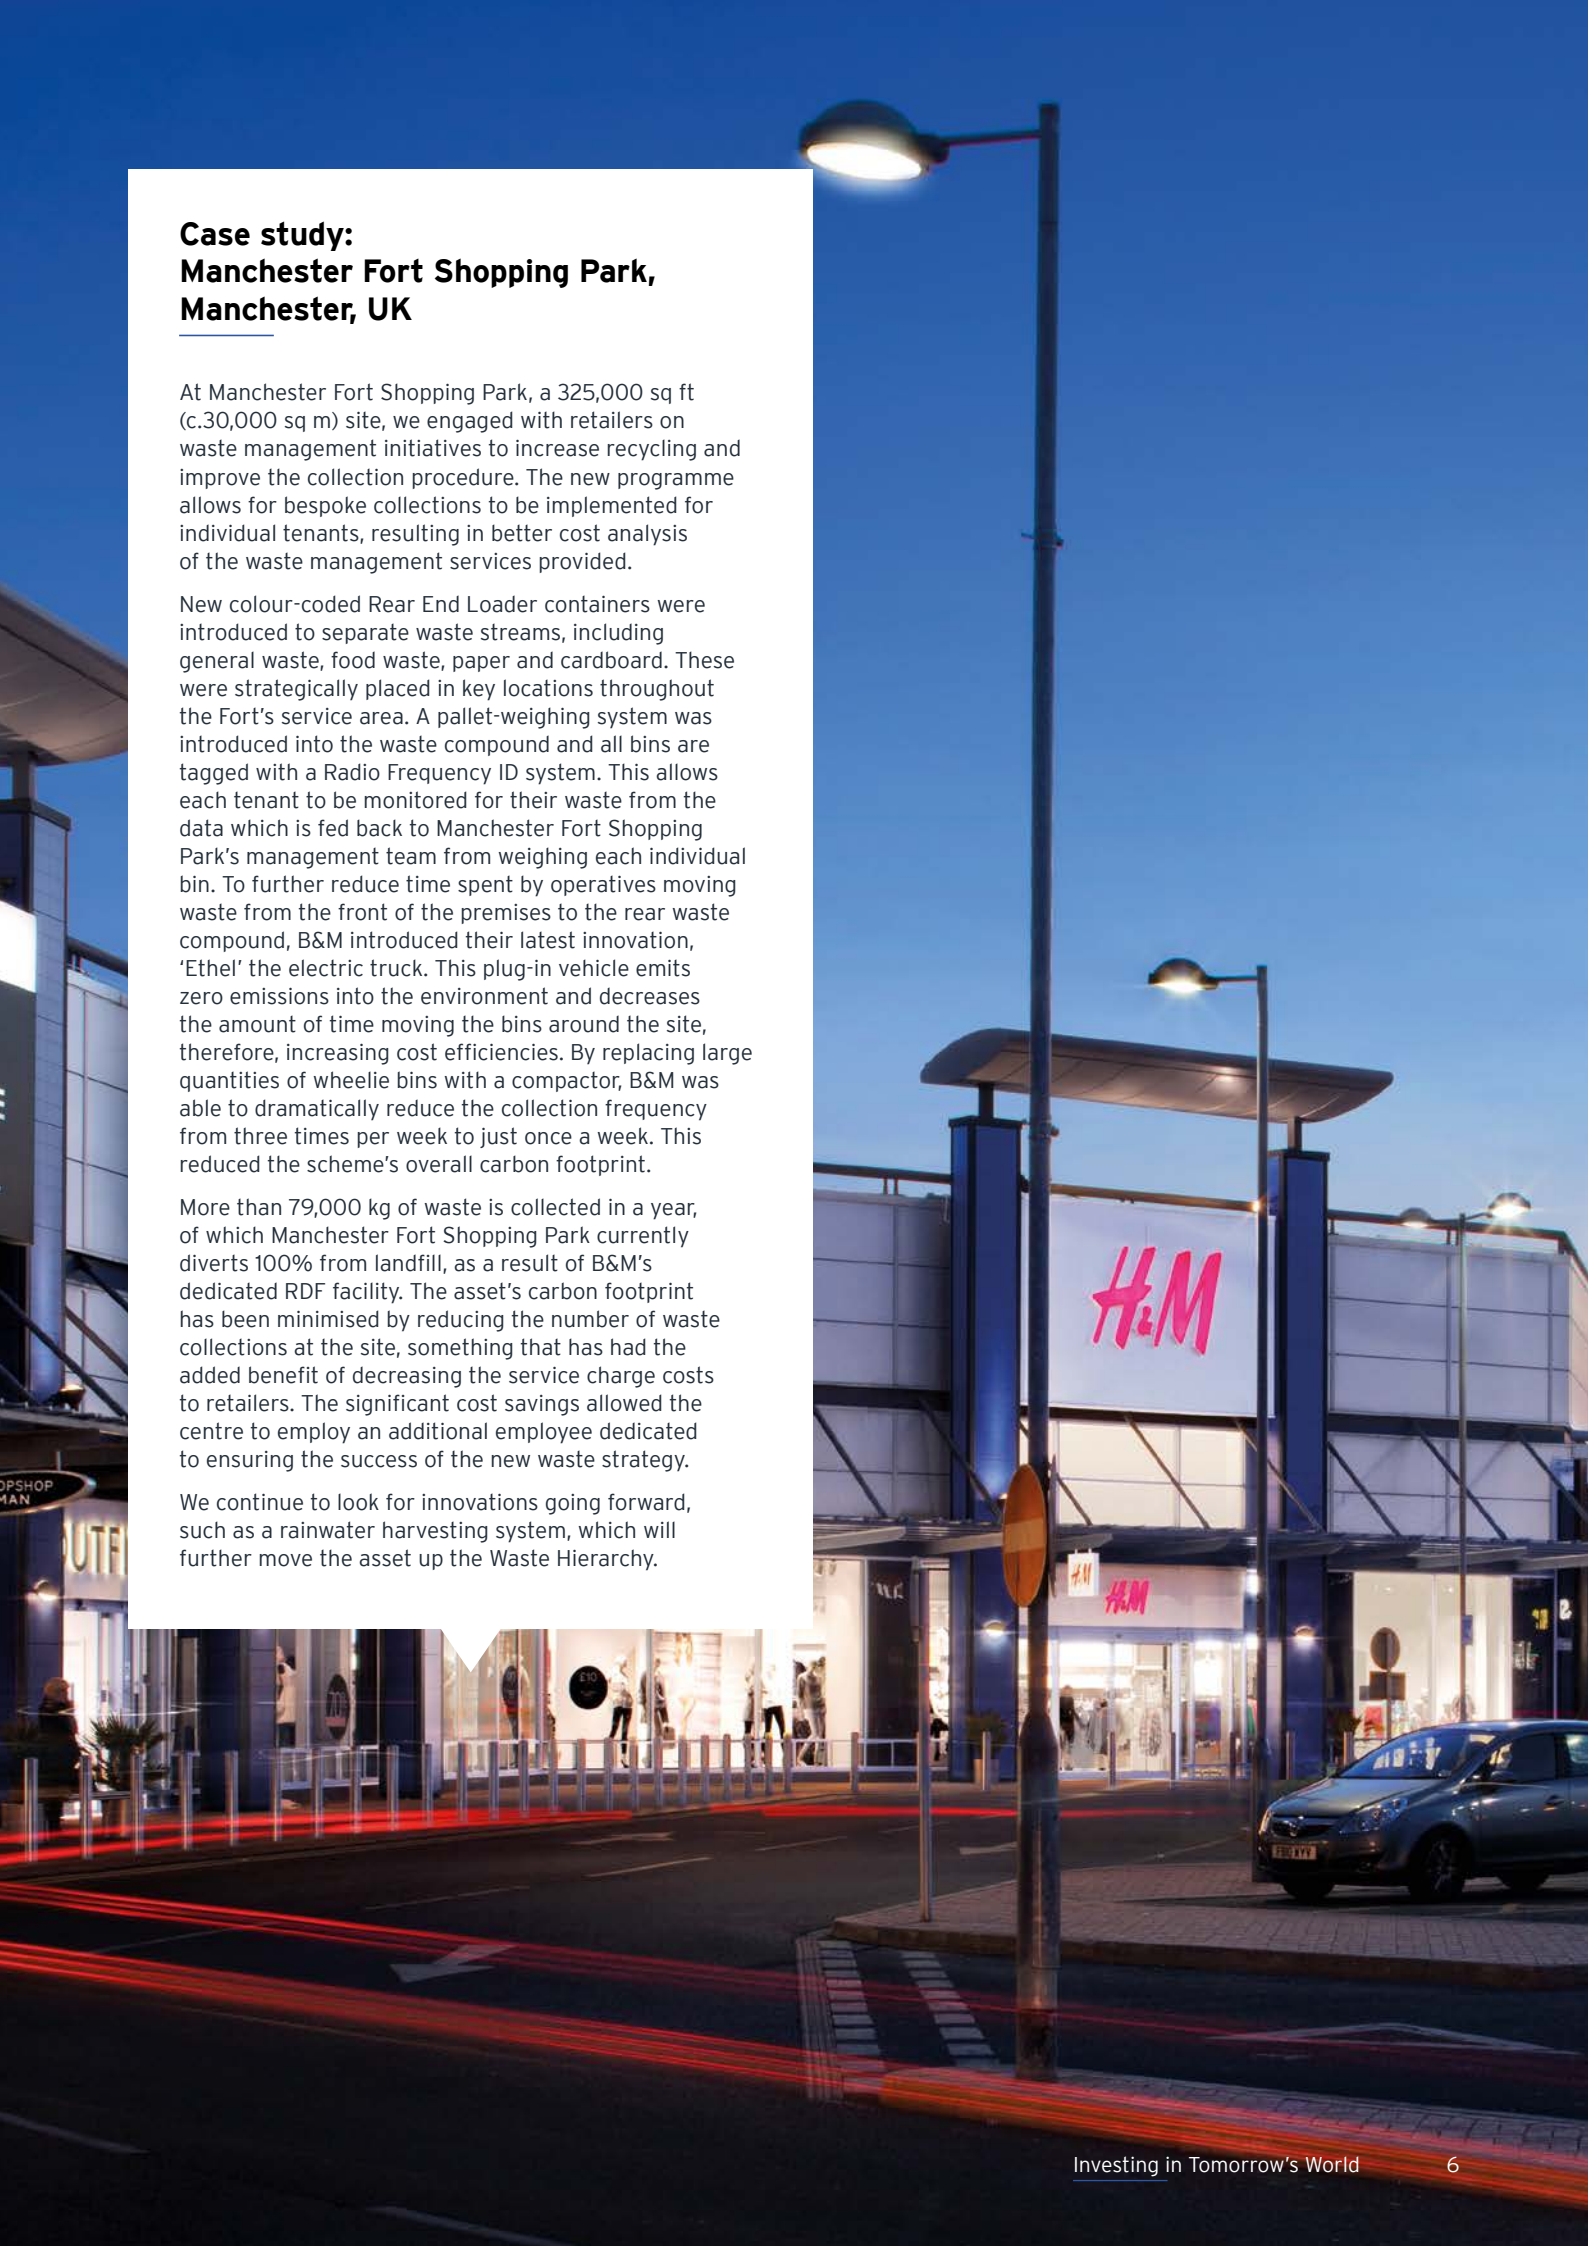 Case study:
Manchester Fort Shopping Park,
Manchester, UK
At Manchester Fort Shopping Park, a 325,000 sq ft
(c.30,000 sq m) site, we engaged with retailers on
waste management initiatives to increase recycling and
improve the collection procedure. The new programme
allows for bespoke collections to be implemented for
individual tenants, resulting in better cost analysis
of the waste management services provided.
New colour-coded Rear End Loader containers were
introduced to separate waste streams, including
general waste, food waste, paper and cardboard. These
were strategically placed in key locations throughout
the Fort's service area. A pallet-weighing system was
introduced into the waste compound and all bins are
tagged with a Radio Frequency ID system. This allows
each tenant to be monitored for their waste from the
data which is fed back to Manchester Fort Shopping
Park's management team from weighing each individual
bin. To further reduce time spent by operatives moving
waste from the front of the premises to the rear waste
compound, B&M introduced their latest innovation,
‘Ethel’ the electric truck. This plug-in vehicle emits
zero emissions into the environment and decreases
the amount of time moving the bins around the site,
therefore, increasing cost efficiencies. By replacing large
quantities of wheelie bins with a compactor, B&M was
able to dramatically reduce the collection frequency
from three times per week to just once a week. This
reduced the scheme's overall carbon footprint.
More than 79,000 kg of waste is collected in a year,
of which Manchester Fort Shopping Park currently
diverts 100% from landfill, as a result of B&M's
dedicated RDF facility. The asset's carbon footprint
has been minimised by reducing the number of waste
collections at the site, something that has had the
added benefit of decreasing the service charge costs
to retailers. The significant cost savings allowed the
centre to employ an additional employee dedicated
to ensuring the success of the new waste strategy.
We continue to look for innovations going forward,
such as a rainwater harvesting system, which will
further move the asset up the Waste Hierarchy.
H&M
H&M
H&M
OPSHOP
MAN
OUTFI
£10
70%
Investing in Tomorrow's World 6